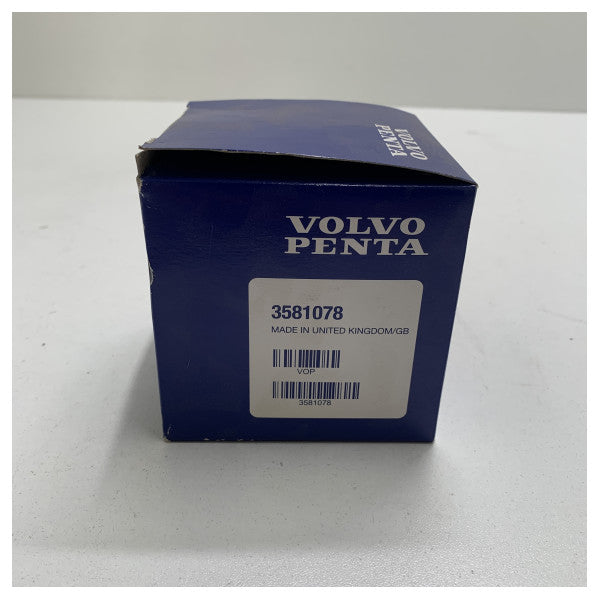 VOLVO
PENTA
VOLVO
PENTA
3581078
MADE IN UNITED KINGDOM/GB
VOP
3581078